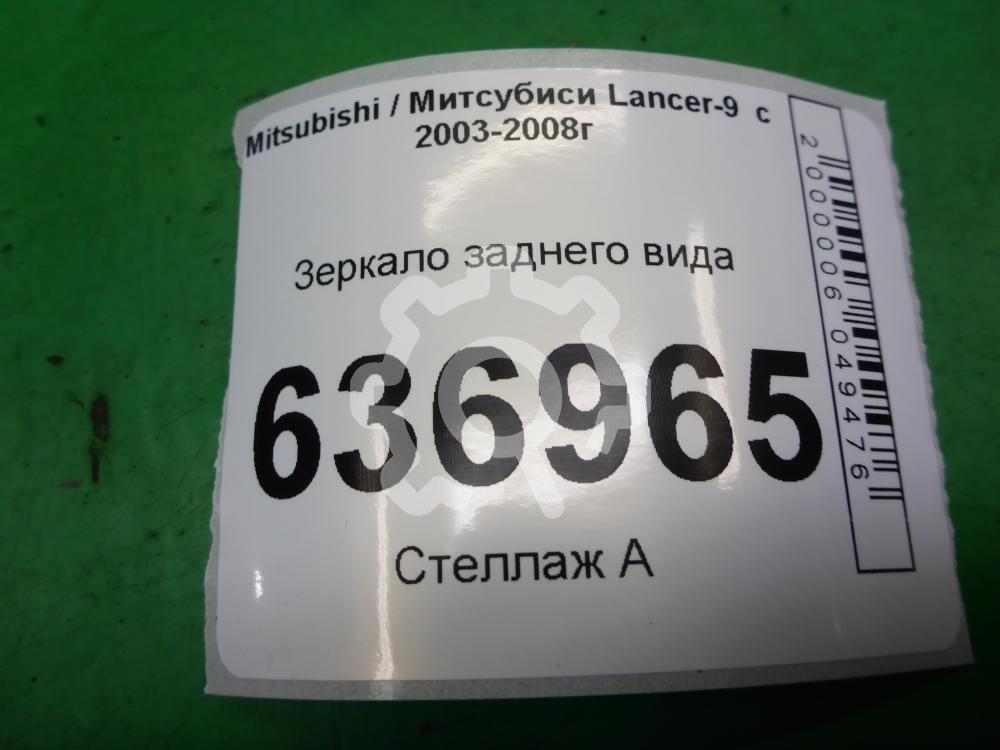 Mitsubishi / Митсубиси Lancer-9 с
2003-2008г
Зеркало заднего вида
636965
Стеллаж А
2000006049476